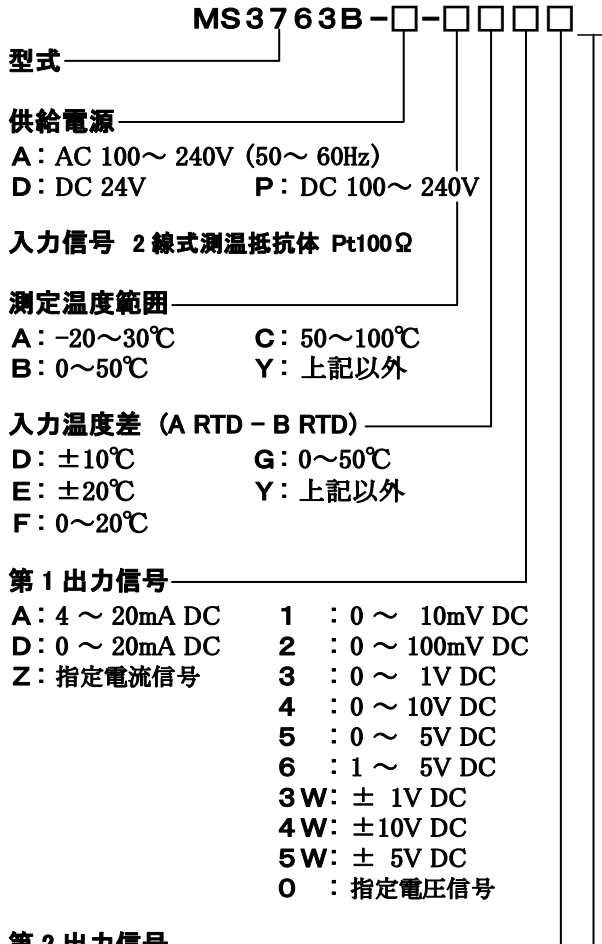 MS3763B-□-□□□□
型式
供給電源
A：AC 100～240V (50～60Hz)
D：DC 24V P：DC 100～240V
入力信号 2線式測温抵抗体 Pt100Ω
測定温度範囲
A：-20～30℃ C：50～100℃
B：0～50℃ Y：上記以外
入力温度差 (A RTD - B RTD)
D：±10℃ G：0～50℃
E：±20℃ Y：上記以外
F：0～20℃
第1出力信号
A：4 ～ 20mA DC 1 ：0 ～ 10mV DC
D：0 ～ 20mA DC 2 ：0 ～ 100mV DC
Z：指定電流信号 3 ：0 ～ 1V DC
4 ：0 ～ 10V DC
5 ：0 ～ 5V DC
6 ：1 ～ 5V DC
3W：± 1V DC
4W：±10V DC
5W：± 5V DC
0 ：指定電圧信号
第2出力信号